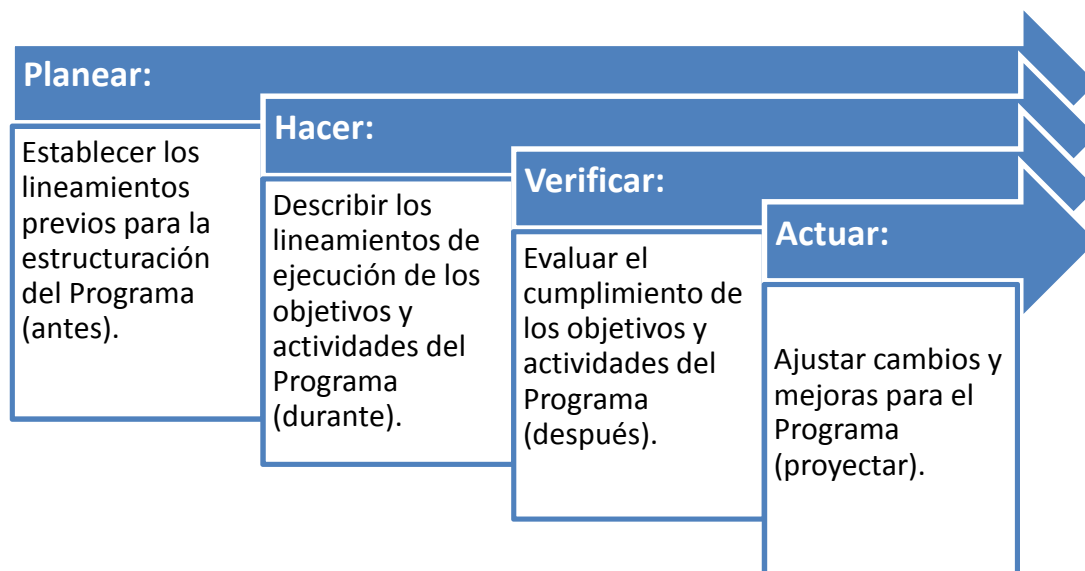 Planear:
Establecer los
lineamientos
previos para la
estructuración
del Programa
(antes).
Hacer:
Describir los
lineamientos de
ejecución de los
objetivos y
actividades del
Programa
(durante).
Verificar:
Evaluar el
cumplimiento de
los objetivos y
actividades del
Programa
(después).
Actuar:
Ajustar cambios y
mejoras para el
Programa
(proyectar).